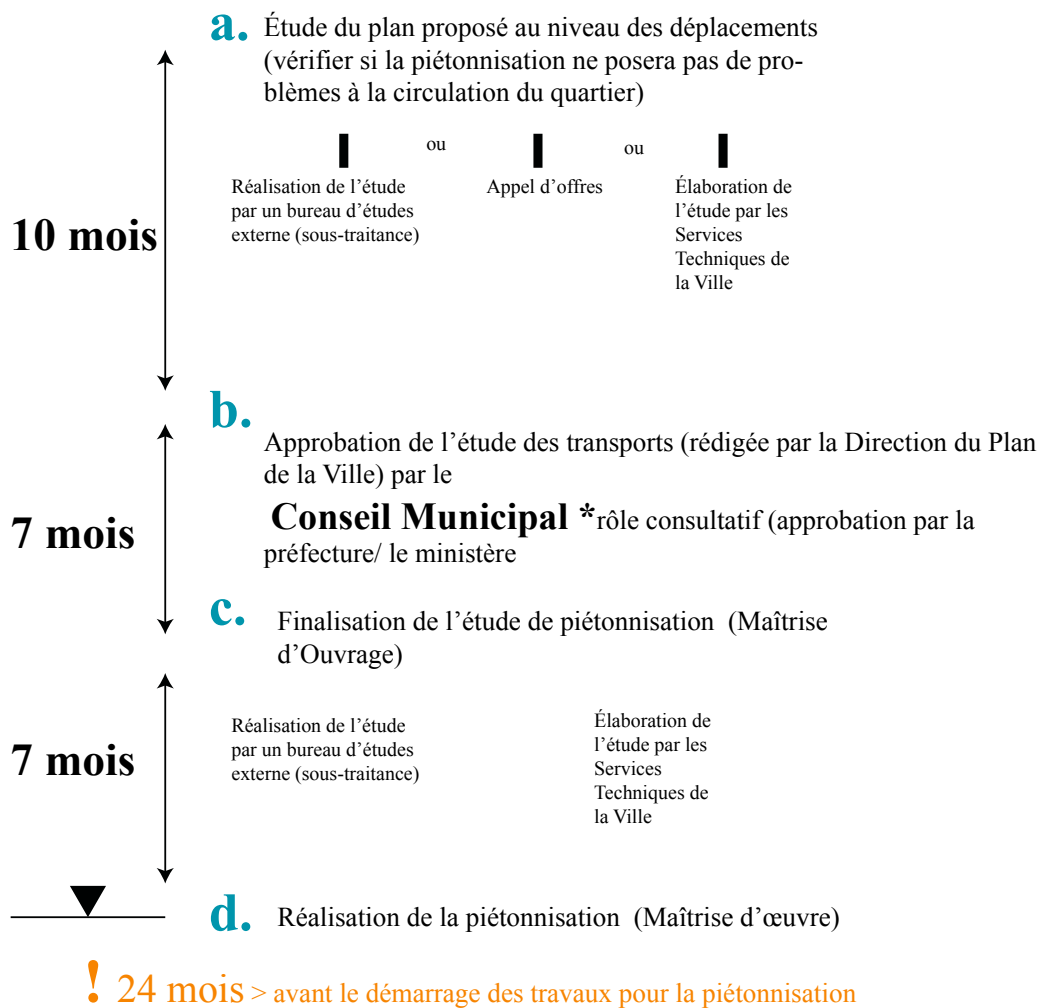 a. Étude du plan proposé au niveau des déplacements
(vérifier si la piétonnisation ne posera pas de pro-
blèmes à la circulation du quartier)
ou
ou
Réalisation de l’étude
par un bureau d’études
externe (sous-traitance)
Appel d’offres
Élaboration de
l’étude par les
Services
Techniques de
la Ville
10 mois
b.
Approbation de l’étude des transports (rédigée par la Direction du Plan
de la Ville) par le
Conseil Municipal *rôle consultatif (approbation par la
préfecture/ le ministère
7 mois
c. Finalisation de l’étude de piétonnisation (Maîtrise
d’Ouvrage)
Réalisation de l’étude
par un bureau d’études
externe (sous-traitance)
Élaboration de
l’étude par les
Services
Techniques de
la Ville
7 mois
d. Réalisation de la piétonnisation (Maîtrise d’œuvre)
! 24 mois > avant le démarrage des travaux pour la piétonnisation